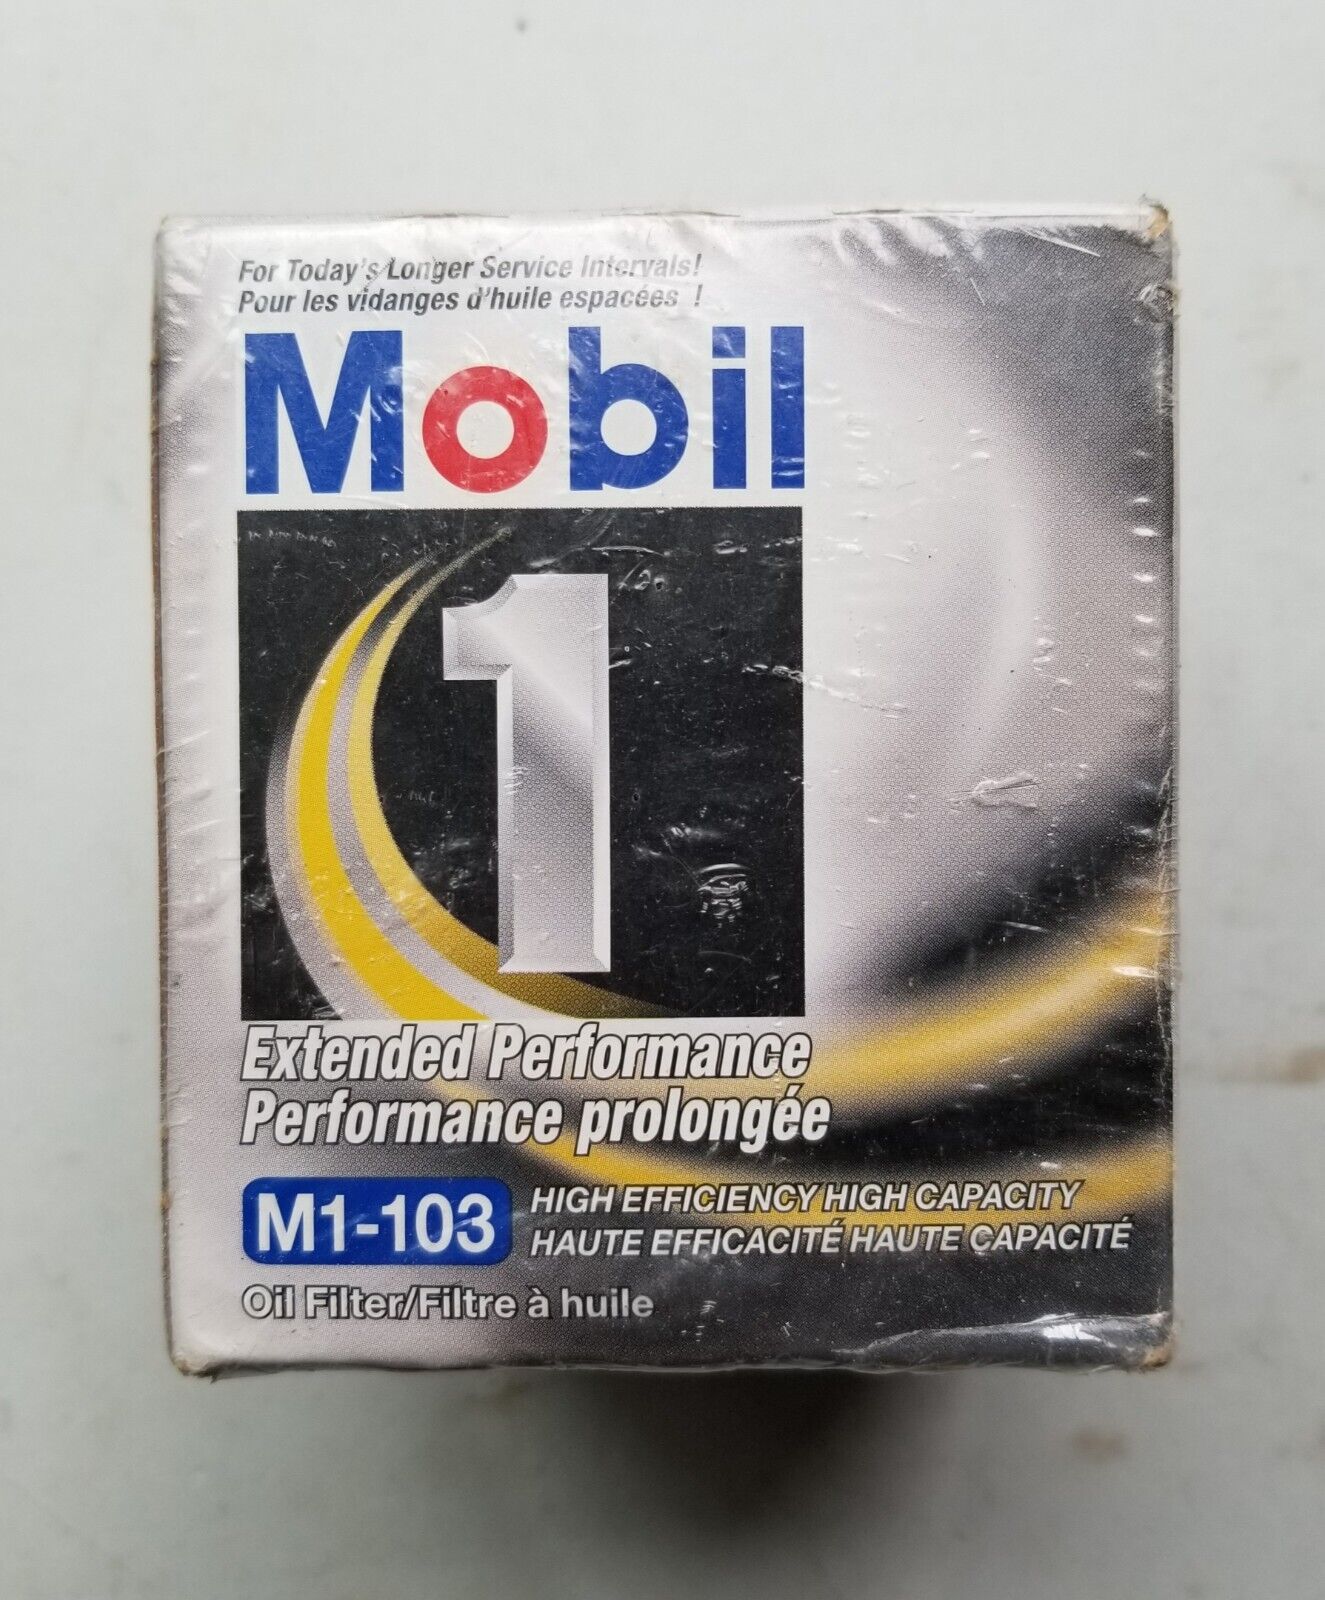 For Today's Longer Service Intervals!
Pour les vidanges d'huile espacées !
Mobil
1
Extended Performance
Performance prolongée
M1-103
HIGH EFFICIENCY HIGH CAPACITY
HAUTE EFFICACITÉ HAUTE CAPACITÉ
Oil Filter/Filtre à huile